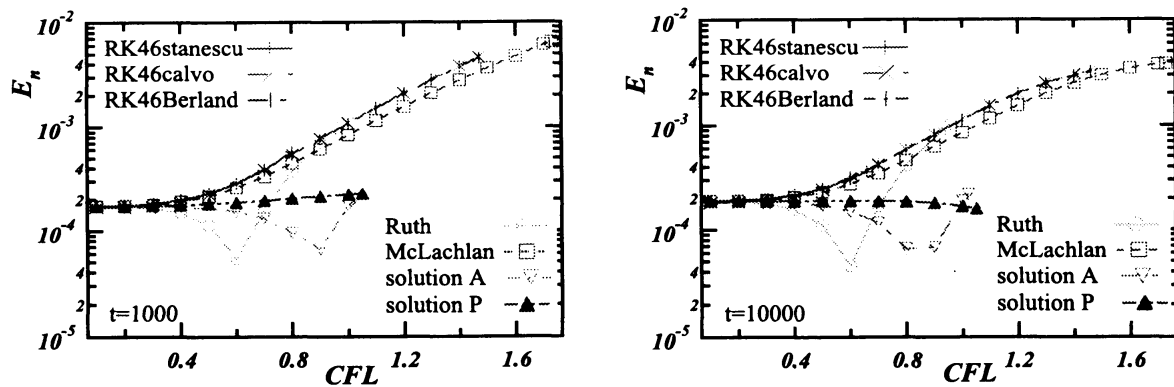 10⁻²
4
2
10⁻³
4
2
10⁻⁴
4
2
10⁻⁵
Eₙ
RK46stanescu
RK46calvo
RK46Berland
Ruth
McLachlan
solution A
solution P
t=1000
0.4 0.8 1.2 1.6
CFL
10⁻²
4
2
10⁻³
4
2
10⁻⁴
4
2
10⁻⁵
Eₙ
RK46stanescu
RK46calvo
RK46Berland
Ruth
McLachlan
solution A
solution P
t=10000
0.4 0.8 1.2 1.6
CFL